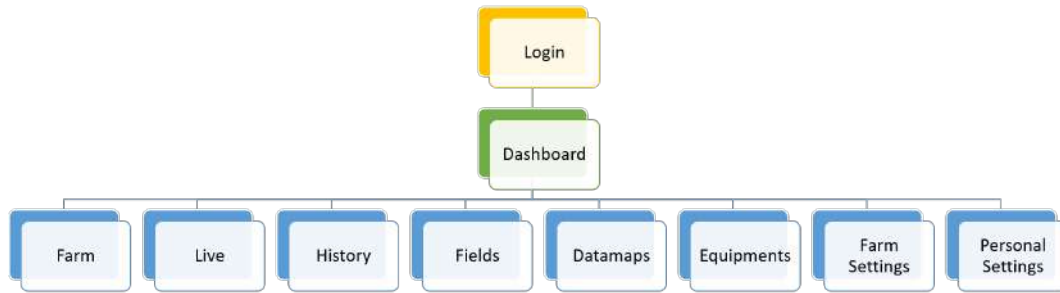 Login
Dashboard
Farm
Live
History
Fields
Datamaps
Equipments
Farm
Settings
Personal
Settings